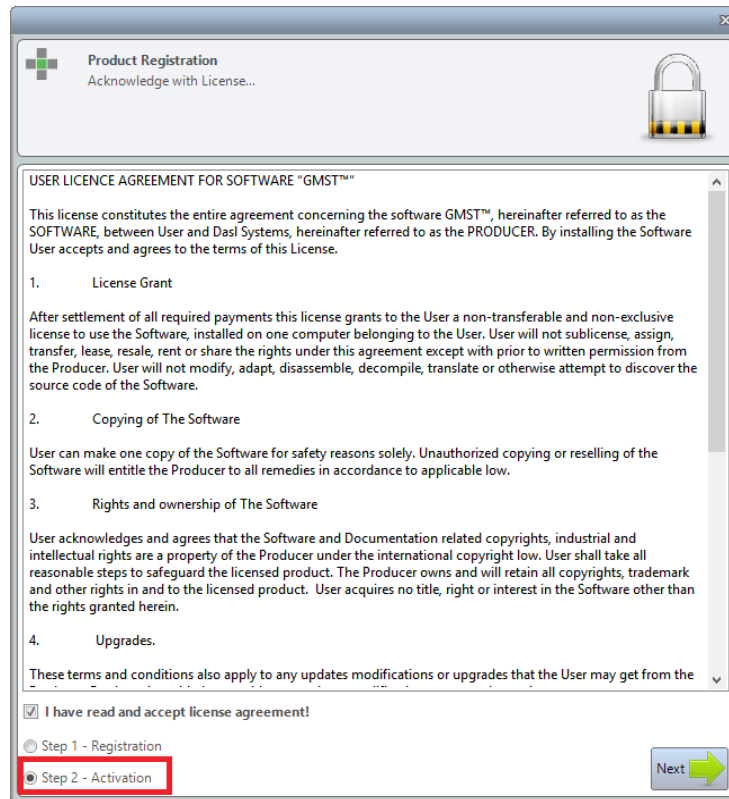 Product Registration
Acknowledge with License...
USER LICENCE AGREEMENT FOR SOFTWARE "GMST™"
This license constitutes the entire agreement concerning the software GMST™, hereinafter referred to as the
SOFTWARE, between User and Dasl Systems, hereinafter referred to as the PRODUCER. By installing the Software
User accepts and agrees to the terms of this License.
1. License Grant
After settlement of all required payments this license grants to the User a non-transferable and non-exclusive
license to use the Software, installed on one computer belonging to the User. User will not sublicense, assign,
transfer, lease, resale, rent or share the rights under this agreement except with prior to written permission from
the Producer. User will not modify, adapt, disassemble, decompile, translate or otherwise attempt to discover the
source code of the Software.
2. Copying of The Software
User can make one copy of the Software for safety reasons solely. Unauthorized copying or reselling of the
Software will entitle the Producer to all remedies in accordance to applicable low.
3. Rights and ownership of The Software
User acknowledges and agrees that the Software and Documentation related copyrights, industrial and
intellectual rights are a property of the Producer under the international copyright low. User shall take all
reasonable steps to safeguard the licensed product. The Producer owns and will retain all copyrights, trademark
and other rights in and to the licensed product. User acquires no title, right or interest in the Software other than
the rights granted herein.
4. Upgrades.
These terms and conditions also apply to any updates modifications or upgrades that the User may get from the
I have read and accept license agreement!
Step 1 - Registration
Step 2 - Activation
Next